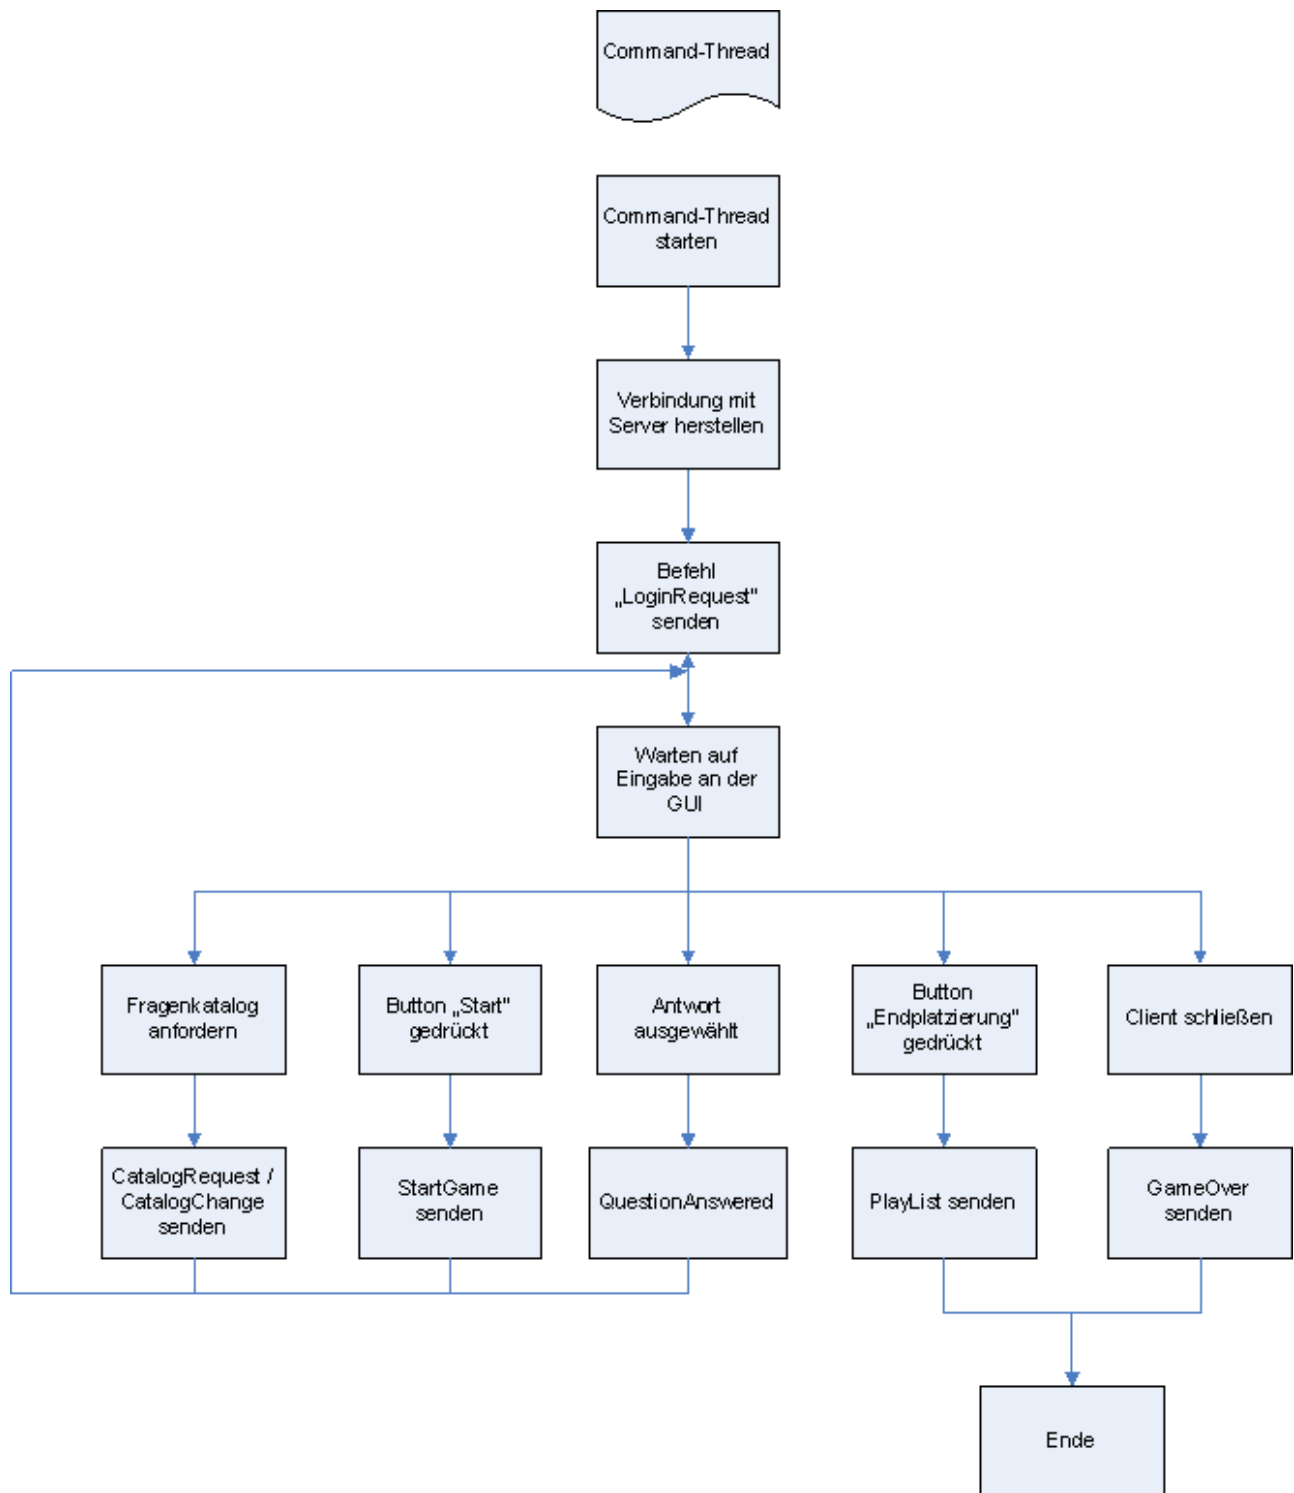 Command-Thread
Command-Thread
starten
Verbindung mit
Server herstellen
Befehl
„LoginRequest"
senden
Warten auf
Eingabe an der
GUI
Fragenkatalog
anfordern
Button „Start"
gedrückt
Antwort
ausgewählt
Button
„Endplatzierung"
gedrückt
Client schließen
CatalogRequest /
CatalogChange
senden
StartGame
senden
QuestionAnswered
PlayList senden
GameOver
senden
Ende